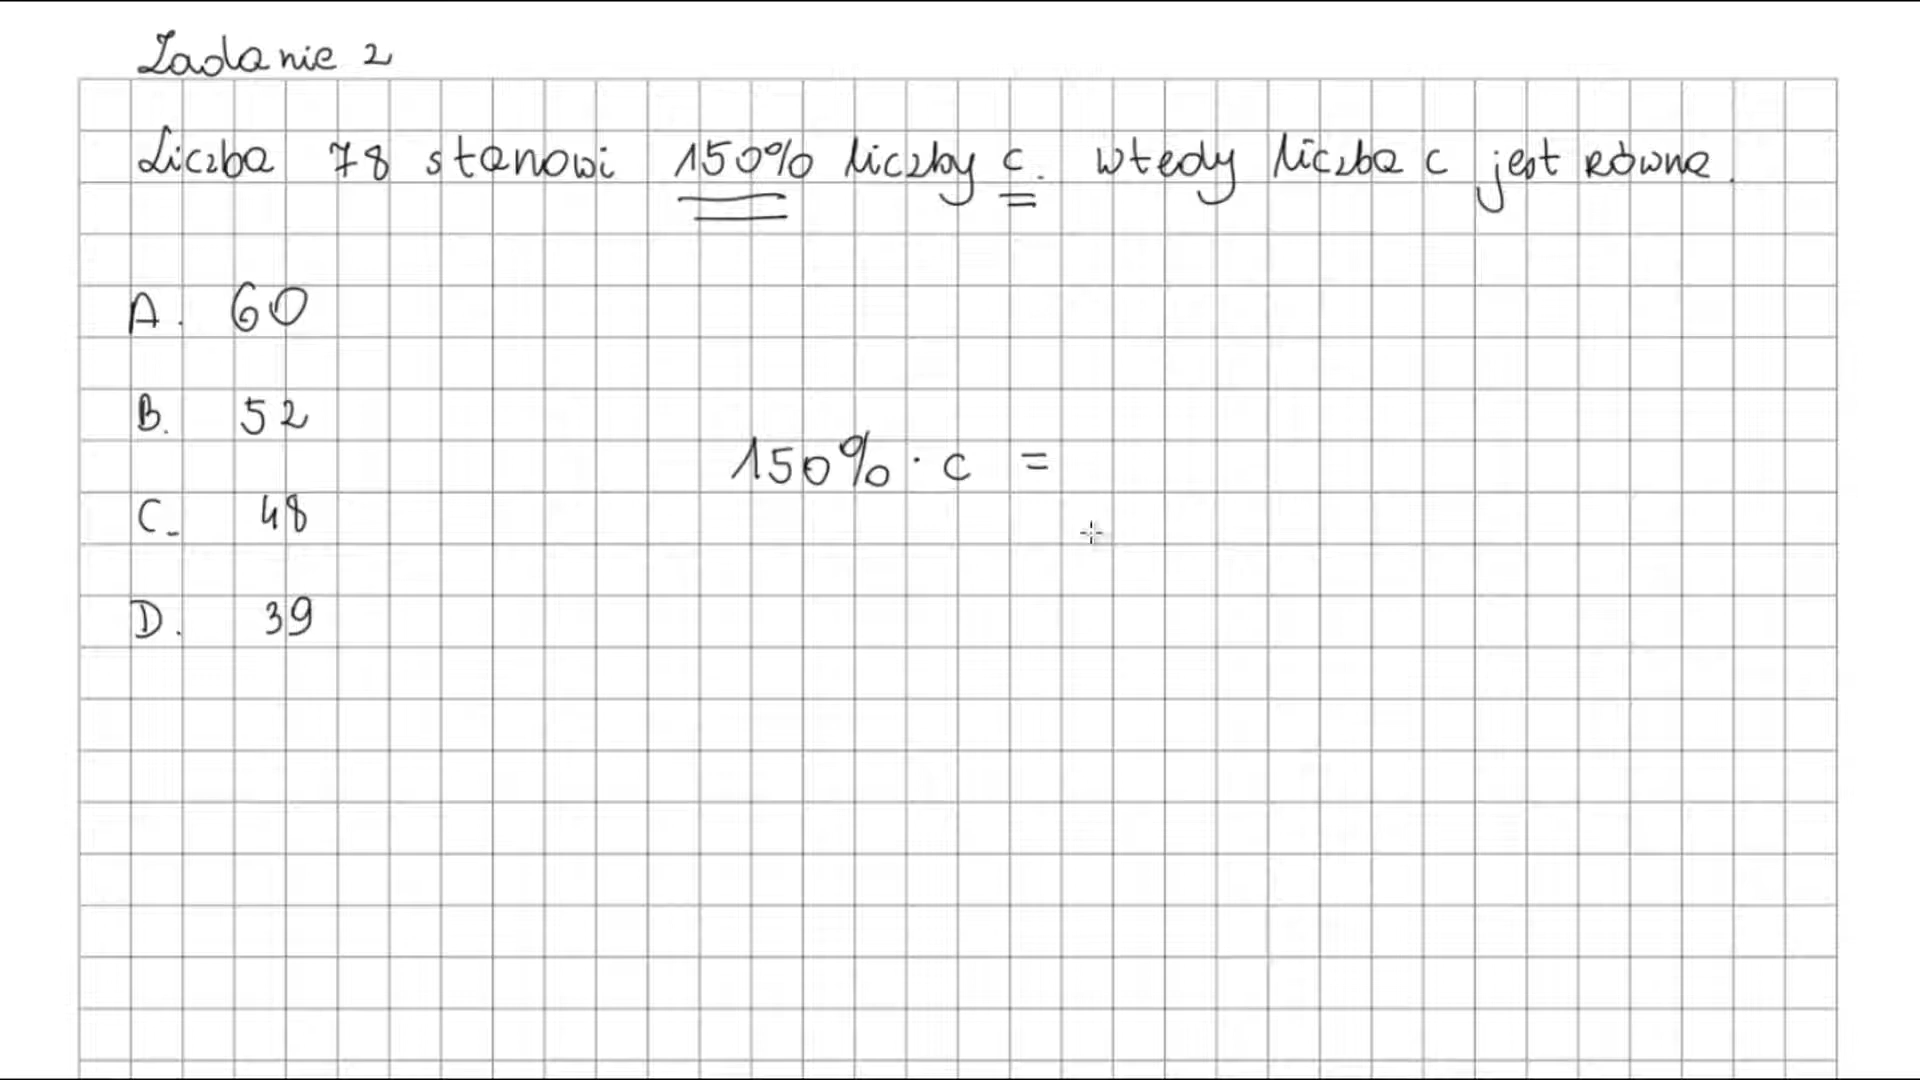 Zadanie 2
Liczba 78 stanowi 150% liczby c. wtedy liczba c jest równa.
A. 60
B. 52
150% · c =
C. 48
D. 39